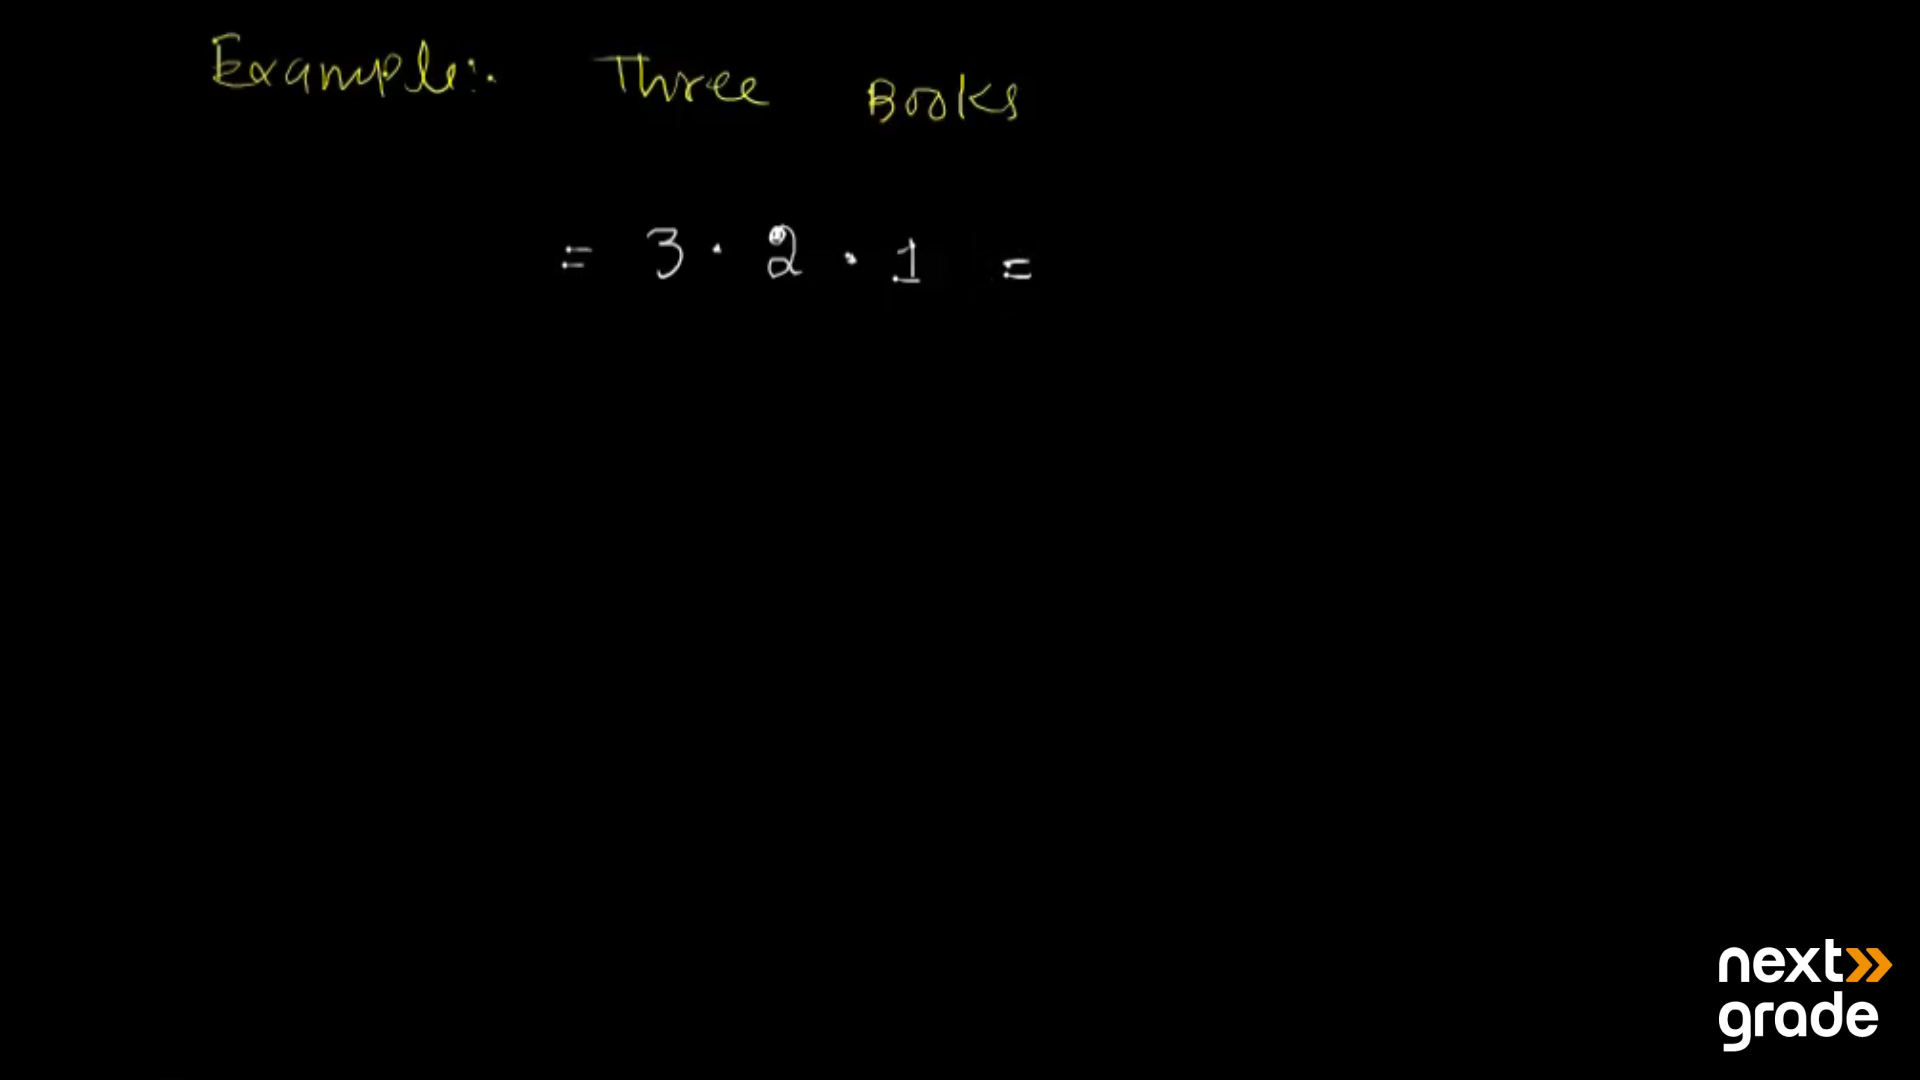 Example:. Three Books
= 3 · 2 · 1 =
next
grade